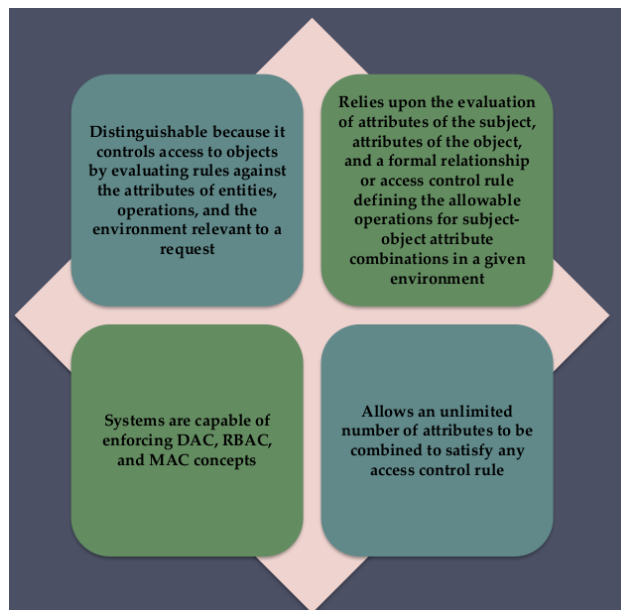 Distinguishable because it
controls access to objects
by evaluating rules against
the attributes of entities,
operations, and the
environment relevant to a
request
Relies upon the evaluation
of attributes of the subject,
attributes of the object,
and a formal relationship
or access control rule
defining the allowable
operations for subject-
object attribute
combinations in a given
environment
Systems are capable of
enforcing DAC, RBAC,
and MAC concepts
Allows an unlimited
number of attributes to be
combined to satisfy any
access control rule